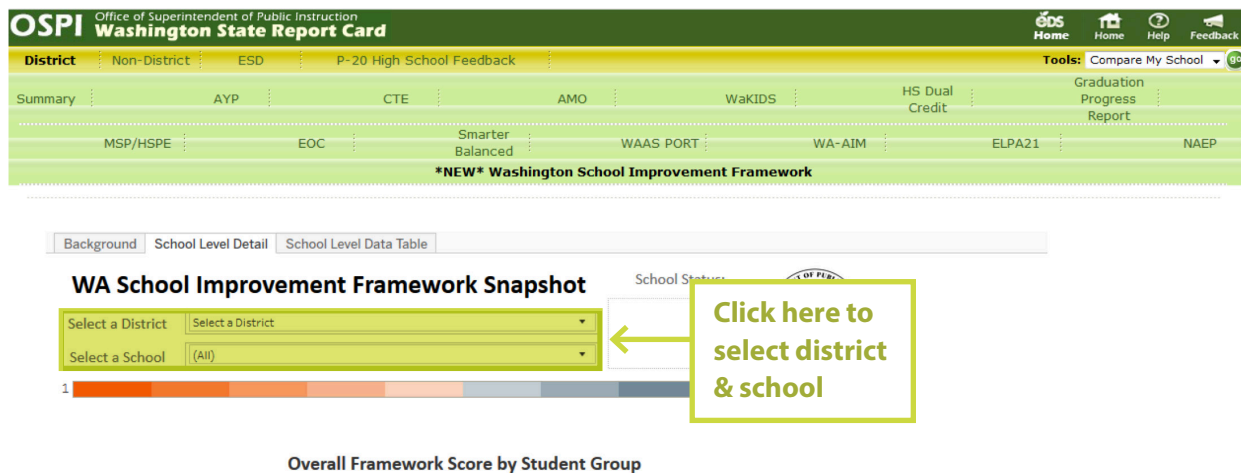 OSPI Office of Superintendent of Public Instruction
Washington State Report Card
eDS Home Home Help Feedback
District Non-District ESD P-20 High School Feedback Tools: Compare My School go
Summary AYP CTE AMO WaKIDS HS Dual Credit Graduation Progress Report
MSP/HSPE EOC Smarter Balanced WAAS PORT WA-AIM ELPA21 NAEP
*NEW* Washington School Improvement Framework
Background School Level Detail School Level Data Table
WA School Improvement Framework Snapshot
School Status:
OF PUB
Select a District Select a District
Select a School (All)
Click here to
select district
& school
1
Overall Framework Score by Student Group